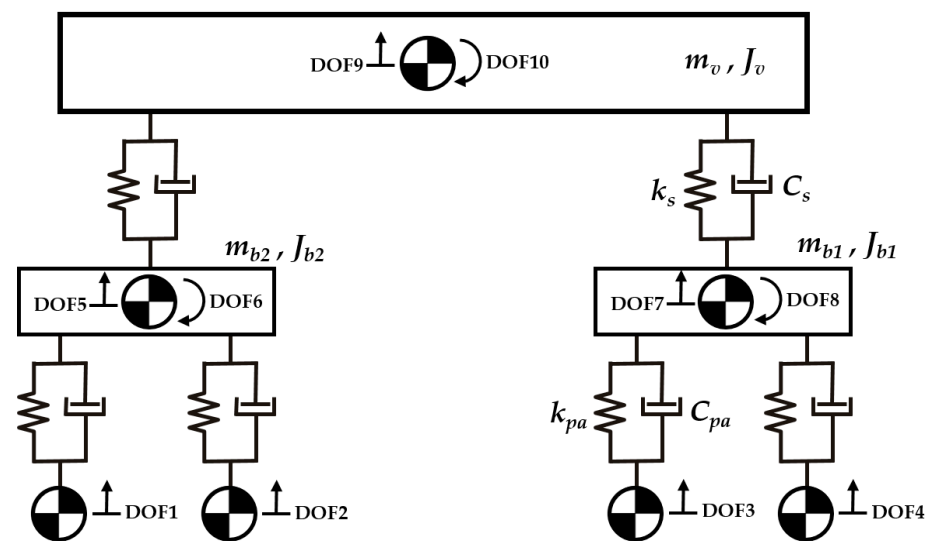 DOF9
DOF10
m_v , J_v
k_s
C_s
m_b2 , J_b2
m_b1 , J_b1
DOF5
DOF6
DOF7
DOF8
k_pa
C_pa
DOF1
DOF2
DOF3
DOF4